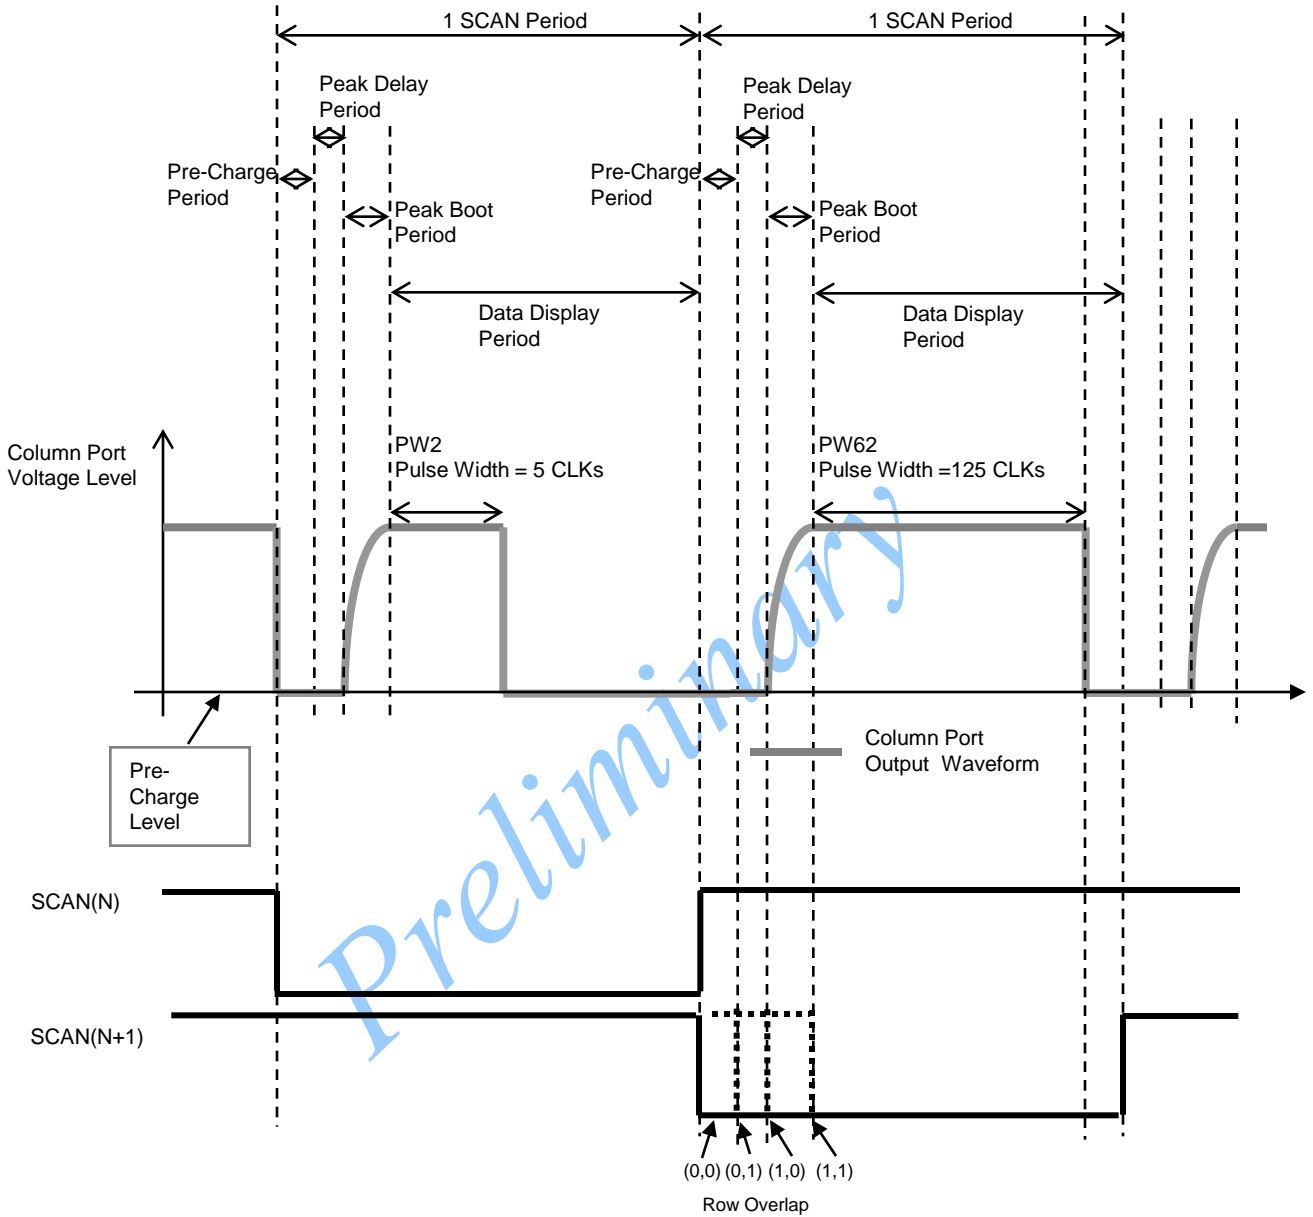 1 SCAN Period
1 SCAN Period
Peak Delay
Period
Peak Delay
Period
Pre-Charge
Period
Pre-Charge
Period
Peak Boot
Period
Peak Boot
Period
Data Display
Period
Data Display
Period
Column Port
Voltage Level
PW2
Pulse Width = 5 CLKs
PW62
Pulse Width =125 CLKs
Preliminary
Pre-
Charge
Level
Column Port
Output Waveform
SCAN(N)
SCAN(N+1)
(0,0) (0,1) (1,0) (1,1)
Row Overlap